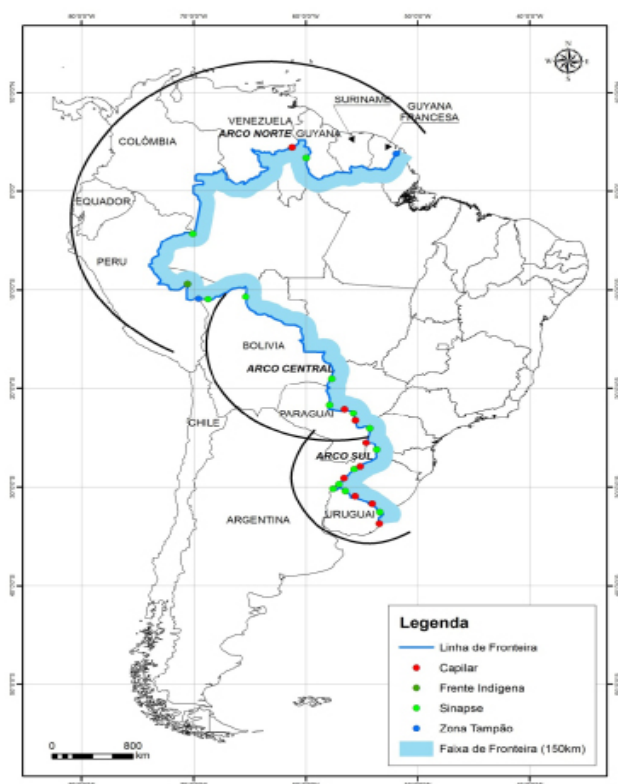 N
W
E
S
SURINAME
GUYANA
FRANCESA
VENEZUELA
ARCO NORTE
GUYANA
COLÔMBIA
EQUADOR
PERU
BOLIVIA
ARCO CENTRAL
PARAGUAI
CHILE
ARCO SUL
URUGUAI
ARGENTINA
Legenda
Linha de Fronteira
Capilar
Frente Indígena
Sinapse
Zona Tampão
Faixa de Fronteira (150km)
0
800
km